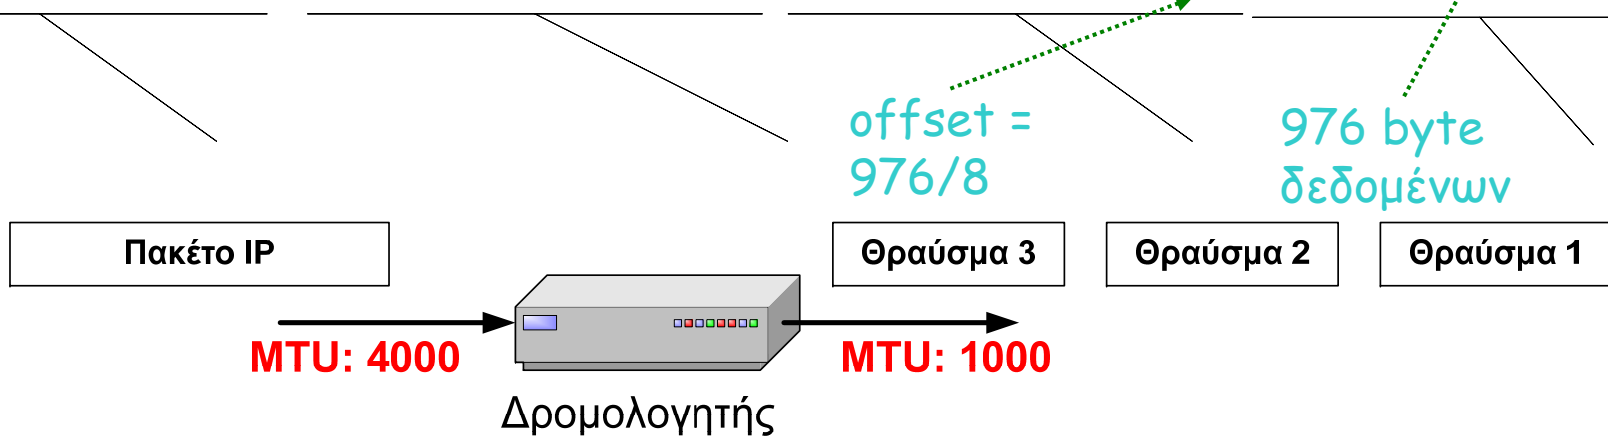 offset =
976/8
976 byte
δεδομένων
Πακέτο IP
Θραύσμα 3
Θραύσμα 2
Θραύσμα 1
MTU: 4000
MTU: 1000
Δρομολογητής